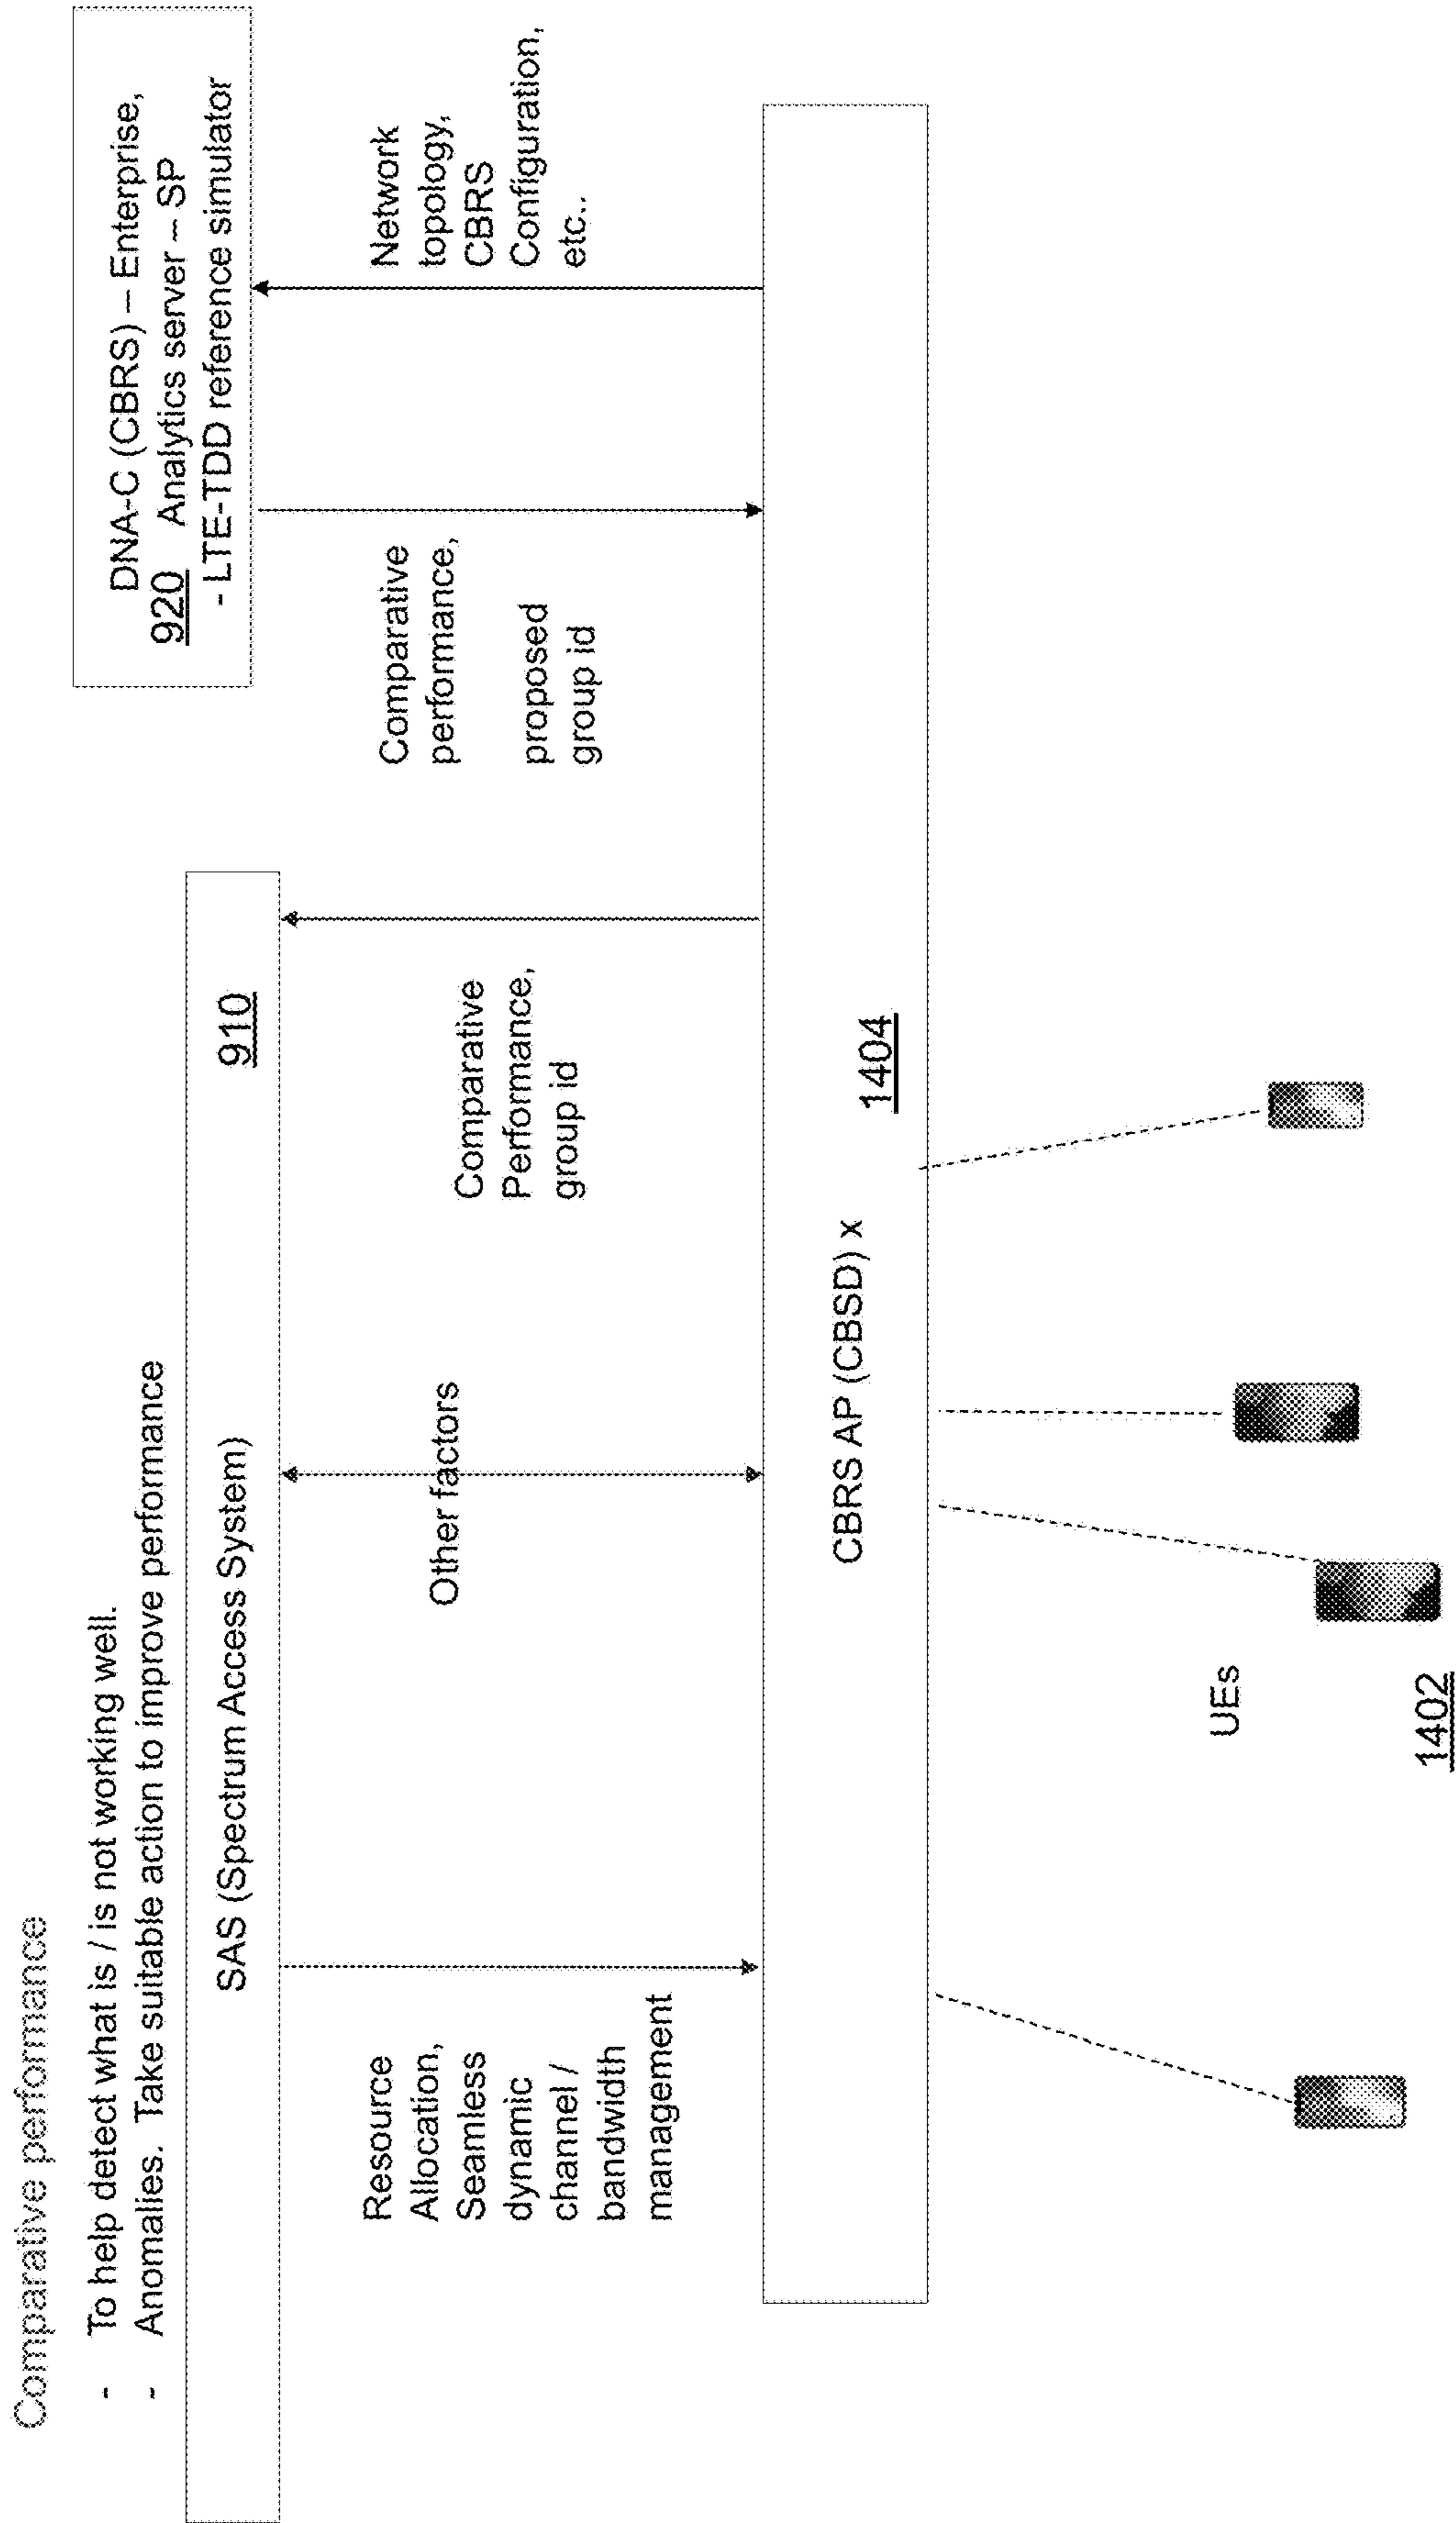 Comparative performance
- To help detect what is / is not working well.
- Anomalies. Take suitable action to improve performance
SAS (Spectrum Access System)
910
DNA-C (CBRS) – Enterprise,
920 Analytics server – SP
- LTE-TDD reference simulator
Resource
Allocation,
Seamless
dynamic
channel /
bandwidth
management
Other factors
Comparative
Performance,
group id
Comparative
performance,
proposed
group id
Network
topology,
CBRS
Configuration,
etc..
CBRS AP (CBSD) x
1404
UEs
1402